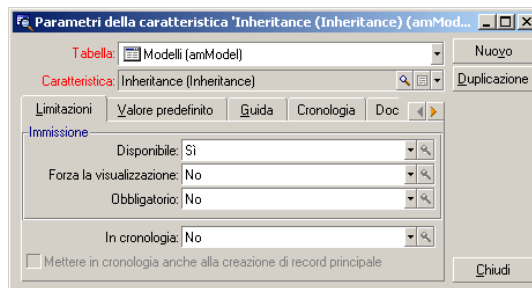 Parametri della caratteristica 'Inheritance (Inheritance) (amMod...
Tabella: Modelli (amModel)
Nuovo
Caratteristica: Inheritance (Inheritance)
Duplicazione
Limitazioni Valore predefinito Guida Cronologia Doc
Immissione
Disponibile: Sì
Forza la visualizzazione: No
Obbligatorio: No
In cronologia: No
Mettere in cronologia anche alla creazione di record principale
Chiudi